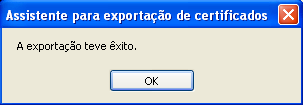 Assistente para exportação de certificados
A exportação teve êxito.
OK